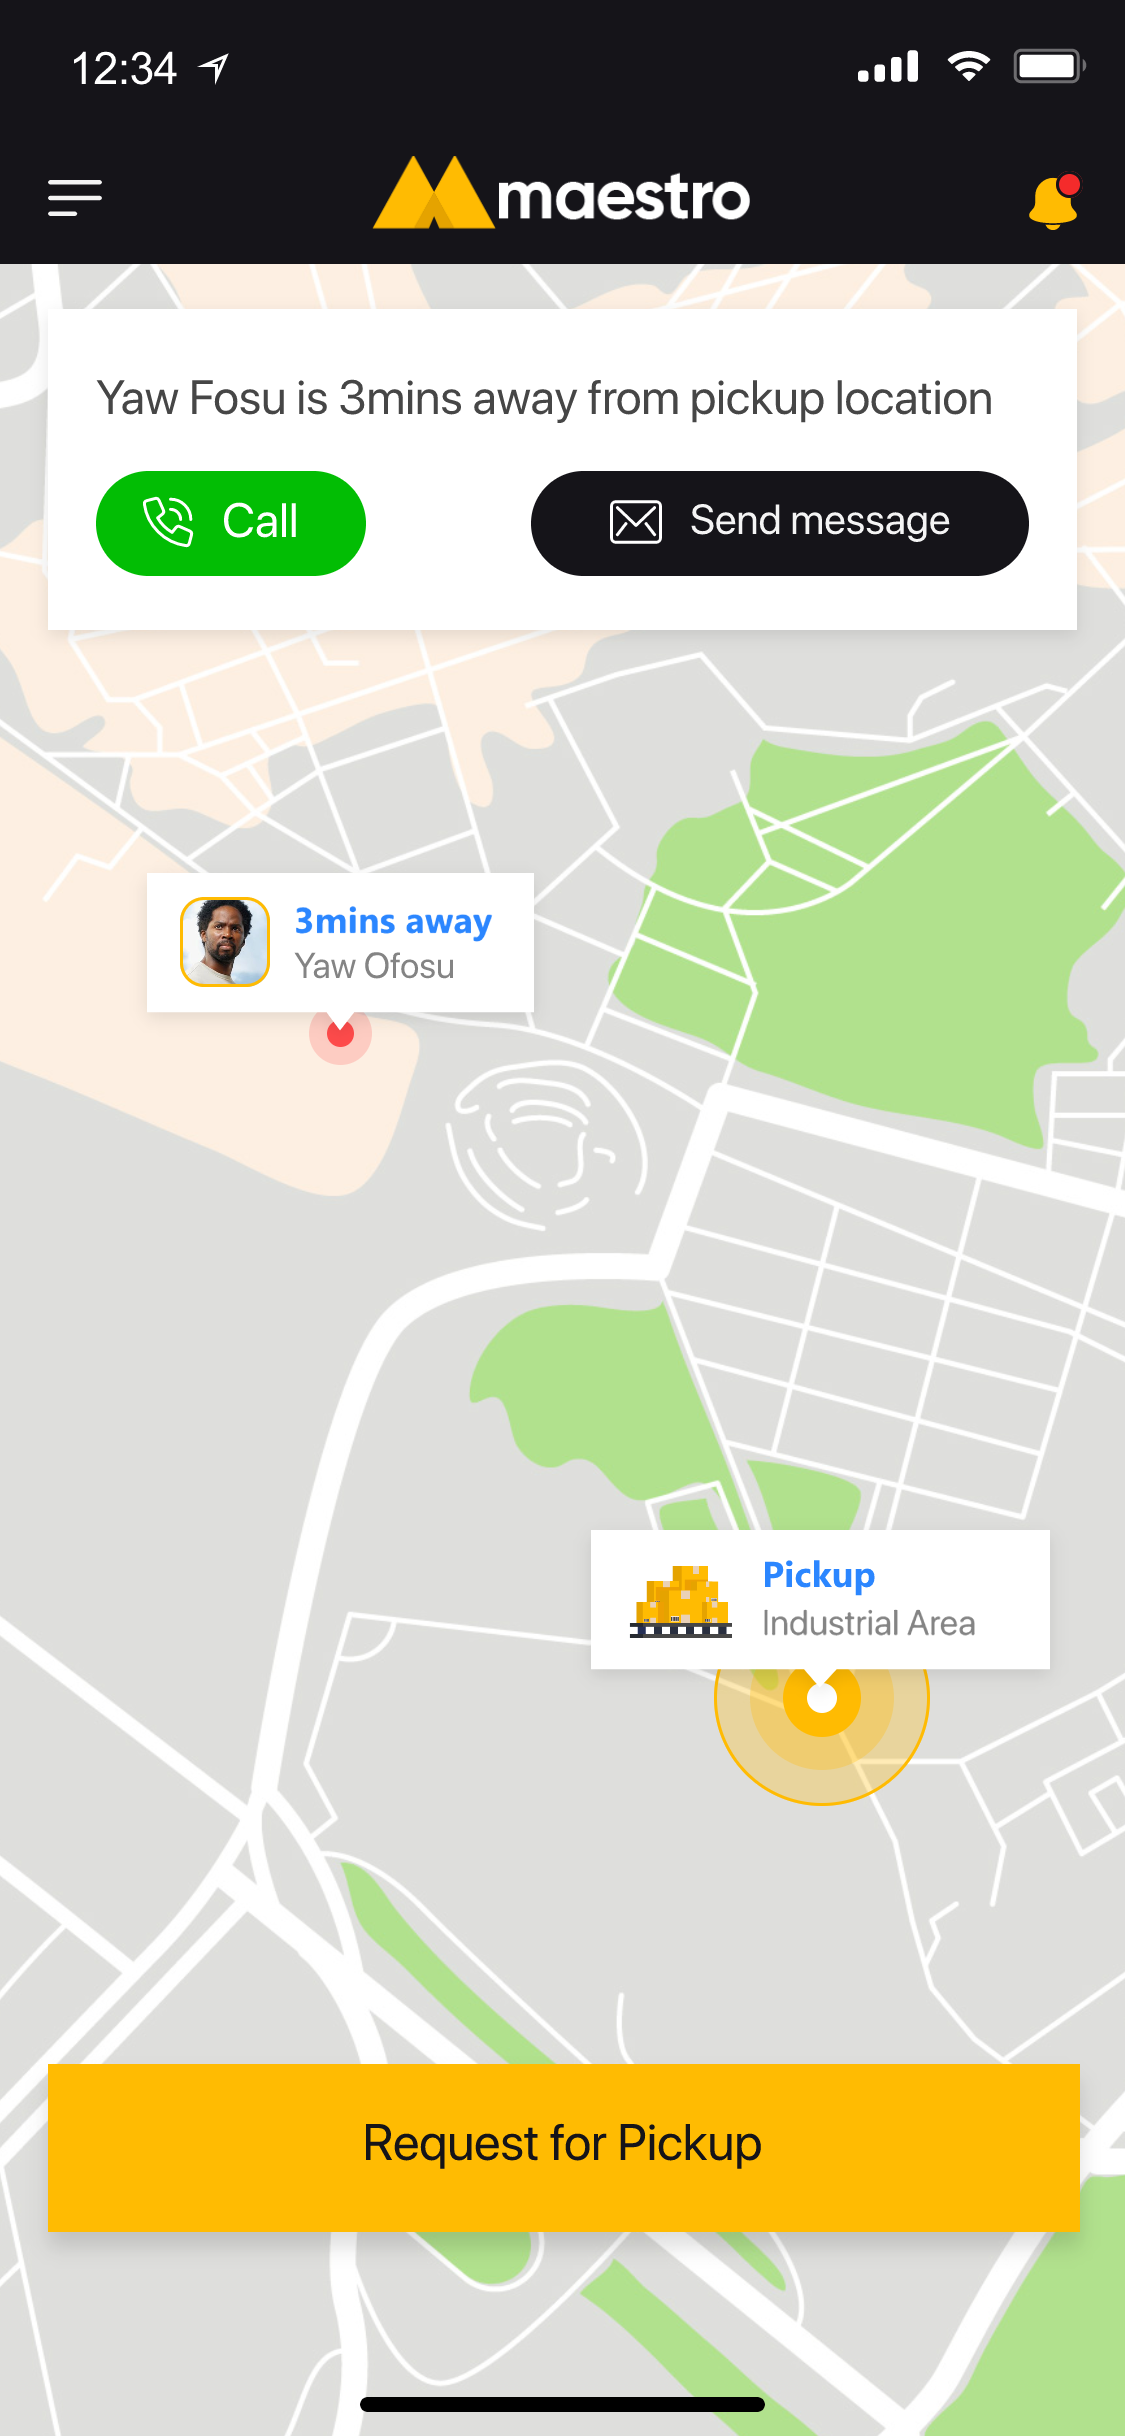 12:34
maestro
Yaw Fosu is 3mins away from pickup location
Call
Send message
3mins away
Yaw Ofosu
Pickup
Industrial Area
Request for Pickup